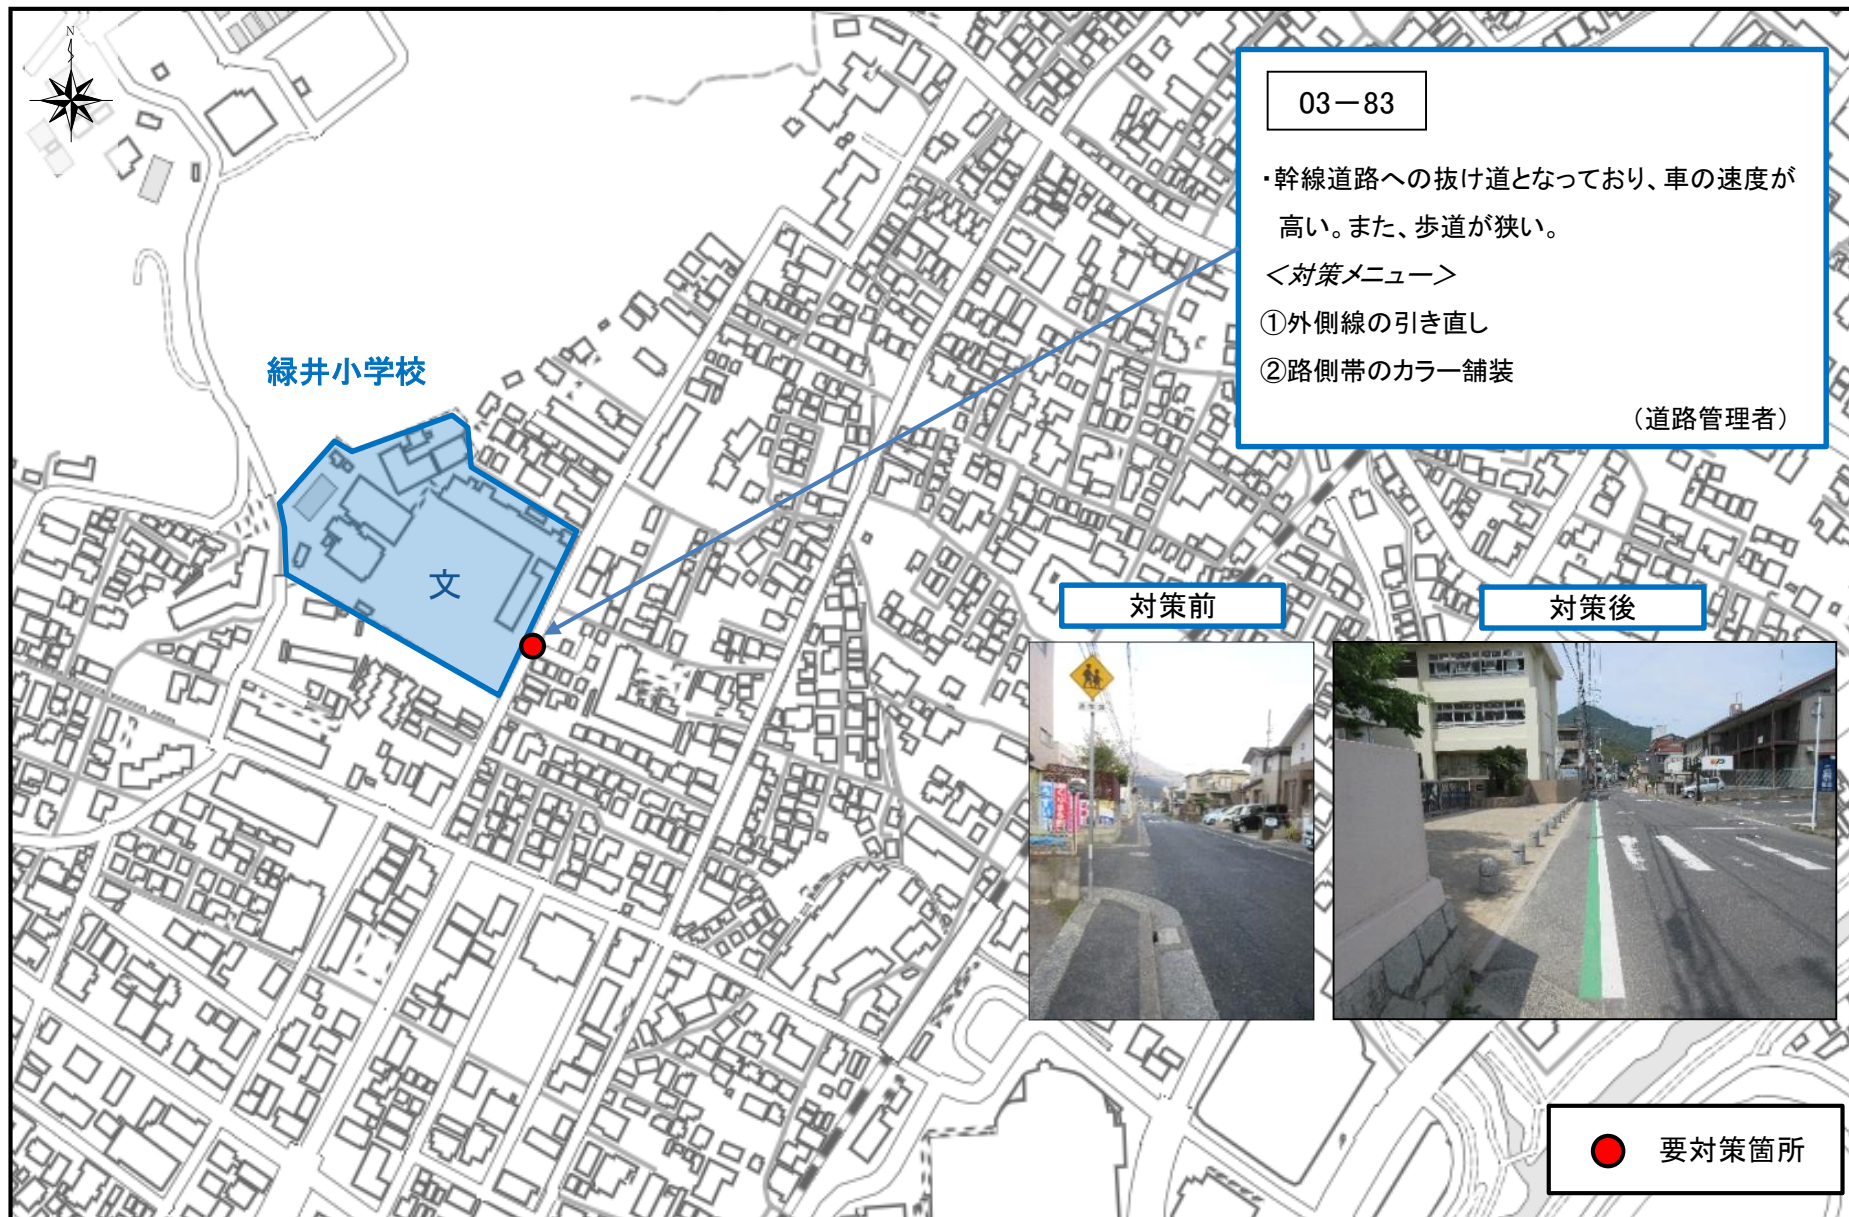 N
03－83
・幹線道路への抜け道となっており、車の速度が
高い。また、歩道が狭い。
＜対策メニュー＞
①外側線の引き直し
②路側帯のカラー舗装
（道路管理者）
緑井小学校
文
対策前
対策後
要対策箇所